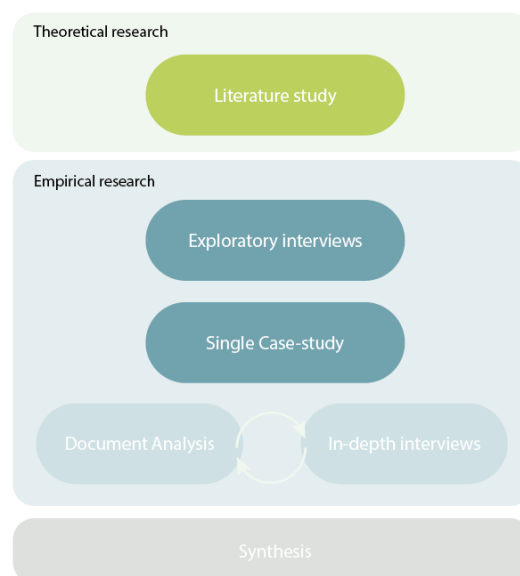 Theoretical research
Literature study
Empirical research
Exploratory interviews
Single Case-study
Document Analysis
In-depth interviews
Synthesis